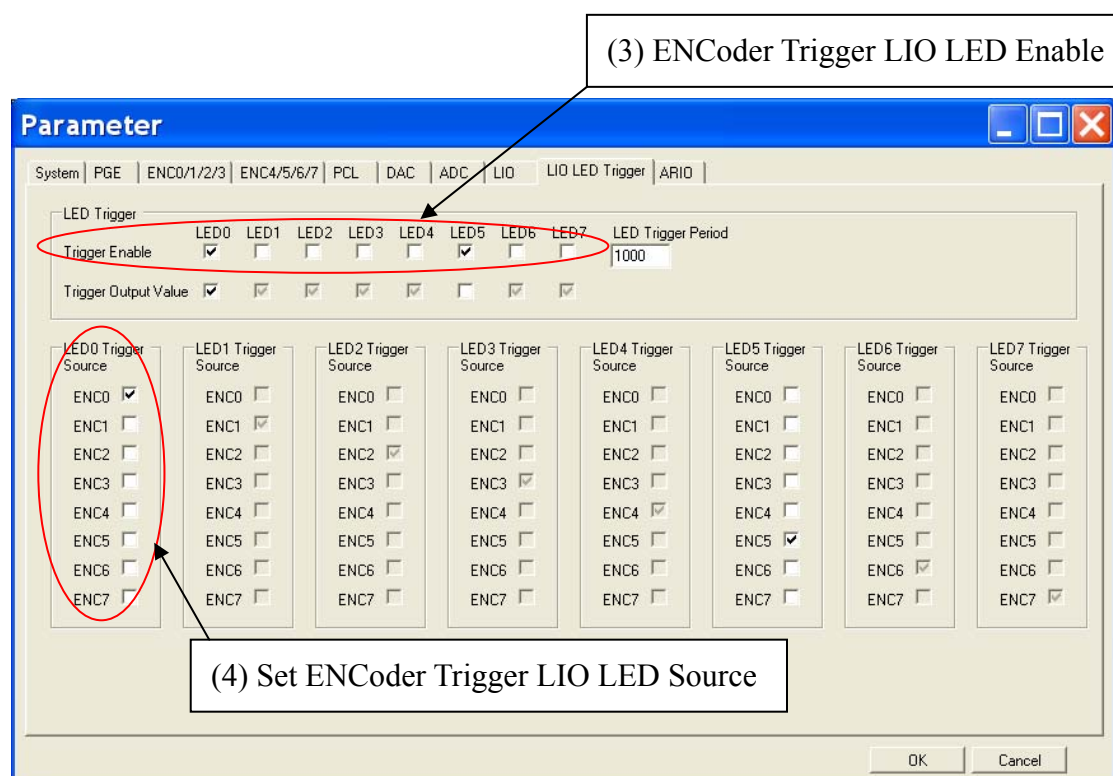 (3) ENCoder Trigger LIO LED Enable
Parameter
System PGE ENC0/1/2/3 ENC4/5/6/7 PCL DAC ADC LIO LIO LED Trigger ARIO
LED Trigger
LED0 LED1 LED2 LED3 LED4 LED5 LED6 LED7 LED Trigger Period
Trigger Enable 1000
Trigger Output Value
LED0 Trigger Source
ENC0
ENC1
ENC2
ENC3
ENC4
ENC5
ENC6
ENC7
LED1 Trigger Source
ENC0
ENC1
ENC2
ENC3
ENC4
ENC5
ENC6
ENC7
LED2 Trigger Source
ENC0
ENC1
ENC2
ENC3
ENC4
ENC5
ENC6
ENC7
LED3 Trigger Source
ENC0
ENC1
ENC2
ENC3
ENC4
ENC5
ENC6
ENC7
LED4 Trigger Source
ENC0
ENC1
ENC2
ENC3
ENC4
ENC5
ENC6
ENC7
LED5 Trigger Source
ENC0
ENC1
ENC2
ENC3
ENC4
ENC5
ENC6
ENC7
LED6 Trigger Source
ENC0
ENC1
ENC2
ENC3
ENC4
ENC5
ENC6
ENC7
LED7 Trigger Source
ENC0
ENC1
ENC2
ENC3
ENC4
ENC5
ENC6
ENC7
(4) Set ENCoder Trigger LIO LED Source
OK Cancel